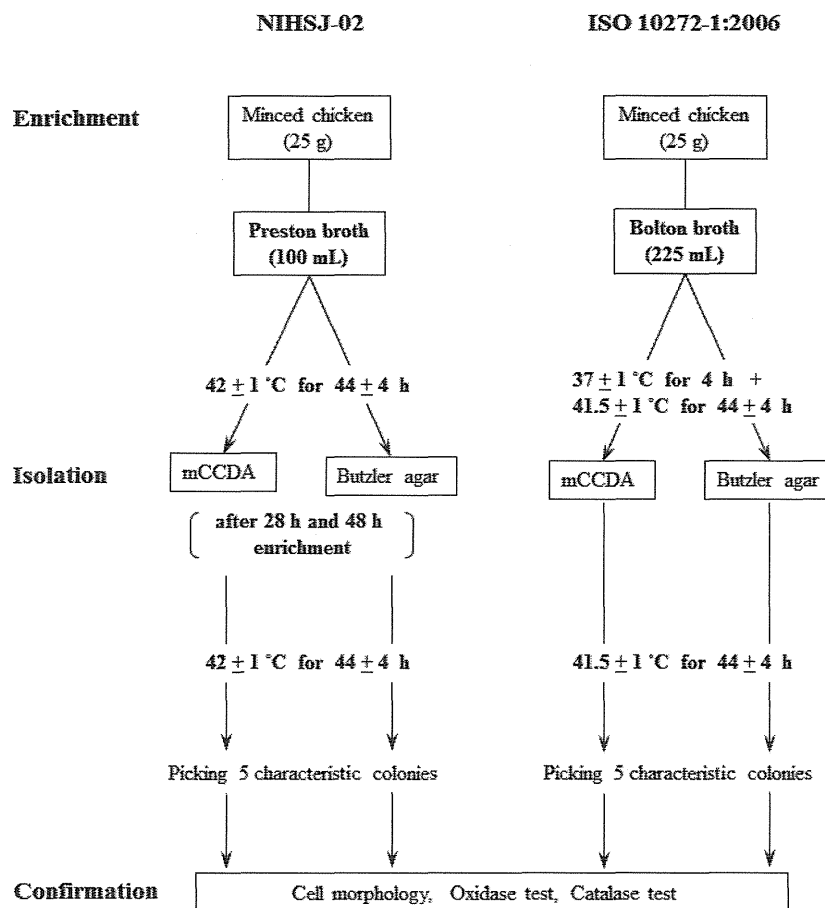 NIHSJ-02
ISO 10272-1:2006
Enrichment
Minced chicken
(25 g)
Minced chicken
(25 g)
Preston broth
(100 mL)
Bolton broth
(225 mL)
42 ± 1 °C for 44 ± 4 h
37 ± 1 °C for 4 h +
41.5 ± 1 °C for 44 ± 4 h
Isolation
mCCDA
Butzler agar
mCCDA
Butzler agar
after 28 h and 48 h
enrichment
42 ± 1 °C for 44 ± 4 h
41.5 ± 1 °C for 44 ± 4 h
Picking 5 characteristic colonies
Picking 5 characteristic colonies
Confirmation
Cell morphology, Oxidase test, Catalase test